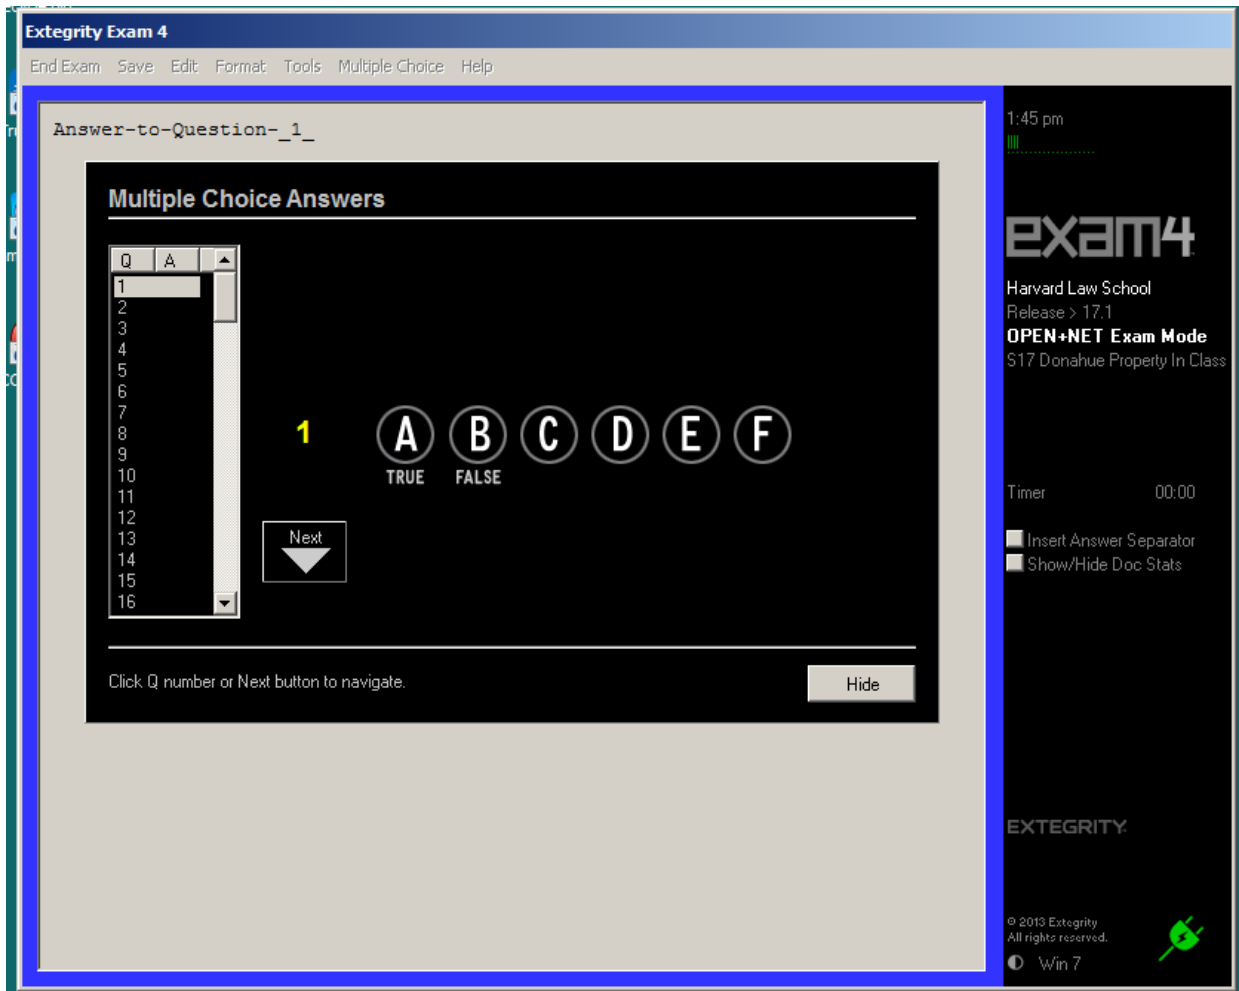 Extegrity Exam 4
End Exam Save Edit Format Tools Multiple Choice Help
Answer-to-Question-_1_
Multiple Choice Answers
Q A
1
2
3
4
5
6
7
8
9
10
11
12
13
14
15
16
1
A B C D E F
TRUE FALSE
Next
Click Q number or Next button to navigate.
Hide
1:45 pm
exam4
Harvard Law School
Release > 17.1
OPEN+NET Exam Mode
S17 Donahue Property In Class
Timer 00:00
Insert Answer Separator
Show/Hide Doc Stats
EXTEGRITY
© 2013 Extegrity
All rights reserved.
Win 7